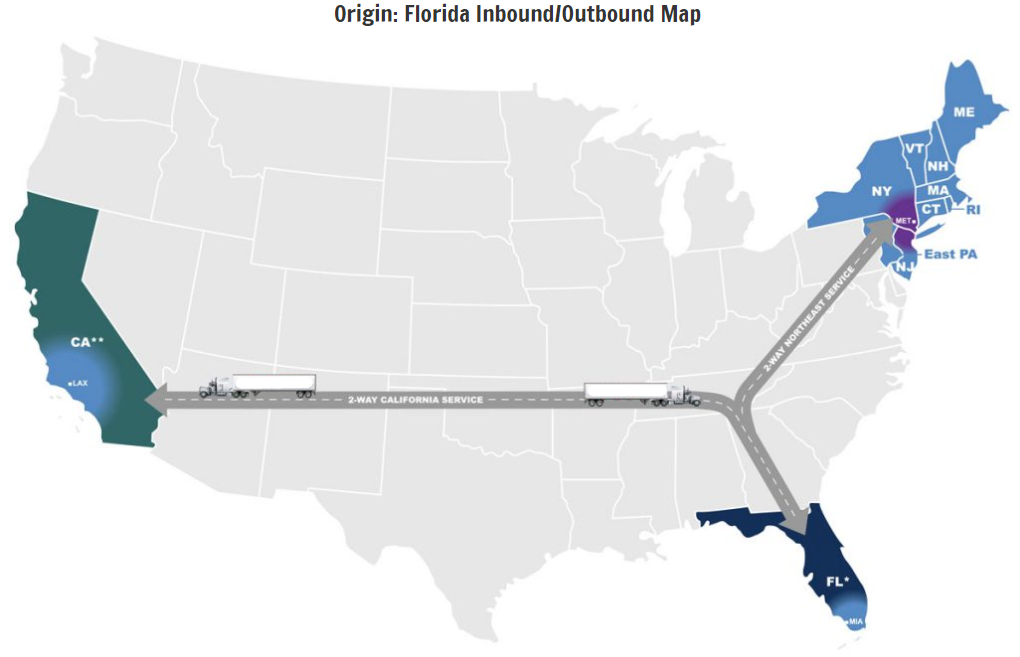 Origin: Florida Inbound/Outbound Map
ME
VT
NH
NY
MA
CT
RI
MET
East PA
NJ
2-WAY NORTHEAST SERVICE
CA**
LAX
2-WAY CALIFORNIA SERVICE
FL*
MIA